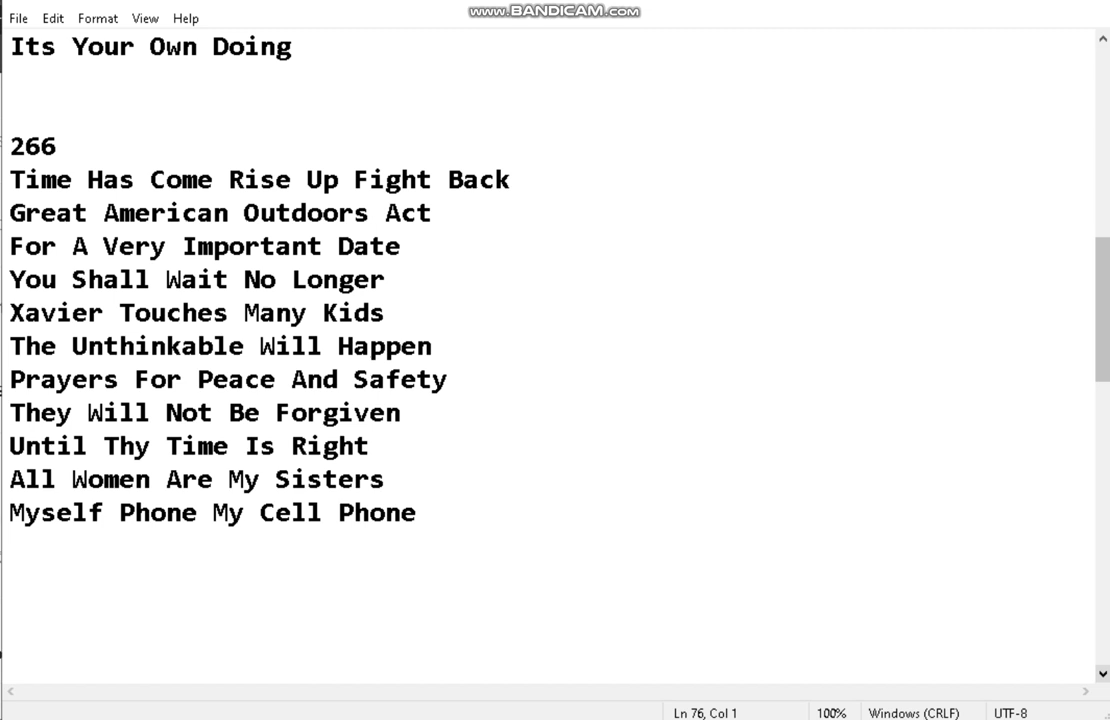 www.BANDICAM.com
File Edit Format View Help
Its Your Own Doing
266
Time Has Come Rise Up Fight Back
Great American Outdoors Act
For A Very Important Date
You Shall Wait No Longer
Xavier Touches Many Kids
The Unthinkable Will Happen
Prayers For Peace And Safety
They Will Not Be Forgiven
Until Thy Time Is Right
All Women Are My Sisters
Myself Phone My Cell Phone
Ln 76, Col 1 100% Windows (CRLF) UTF-8